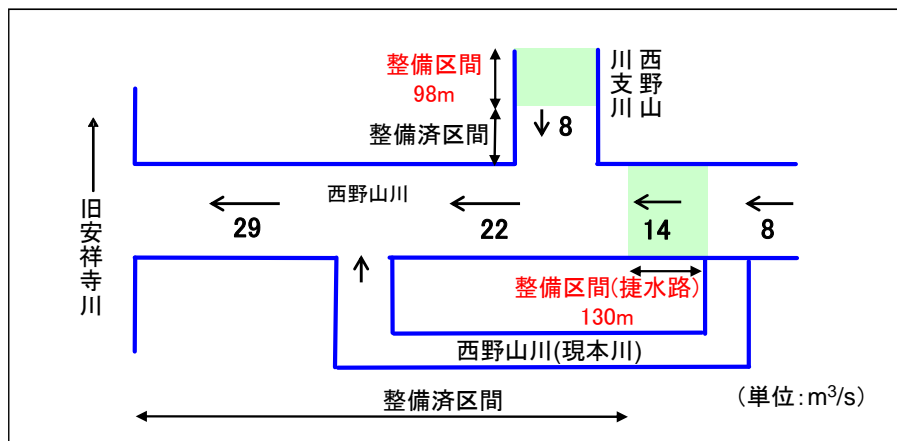 整備区間
98m
整備済区間
西野山
川支川
8
旧安祥寺川
西野山川
29
22
14
8
整備区間(捷水路)
130m
西野山川(現本川)
整備済区間
(単位:m³/s)